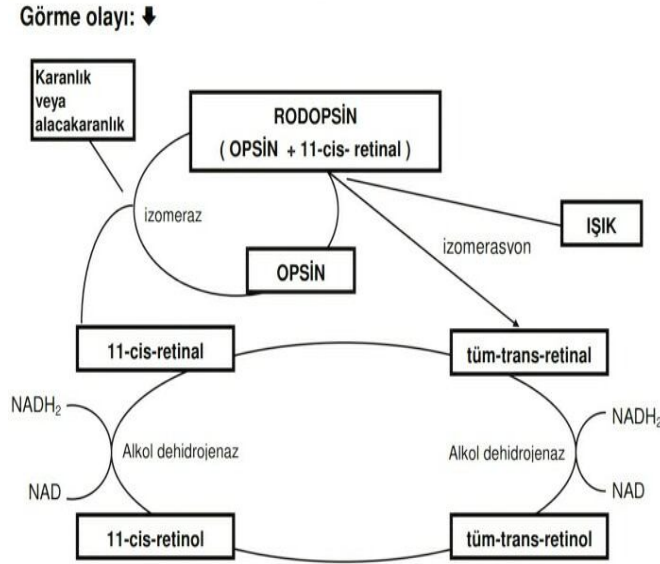 Görme olayı:
Karanlık
veya
alacakaranlık
RODOPSİN
( OPSİN + 11-cis- retinal )
izomeraz
IŞIK
izomerasvon
OPSİN
11-cis-retinal
tüm-trans-retinal
NADH₂
NADH₂
Alkol dehidrojenaz
Alkol dehidrojenaz
NAD
NAD
11-cis-retinol
tüm-trans-retinol